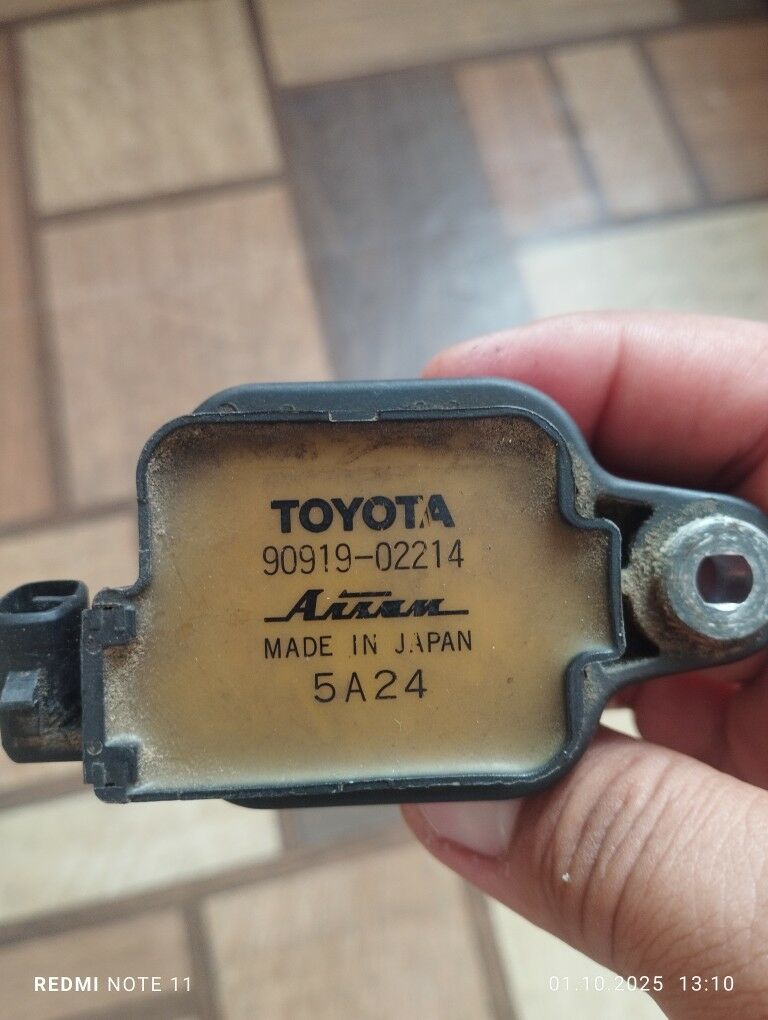 TOYOTA
90919-02214
Aisan
MADE IN JAPAN
5A24
REDMI NOTE 11
01.10.2025 13:10